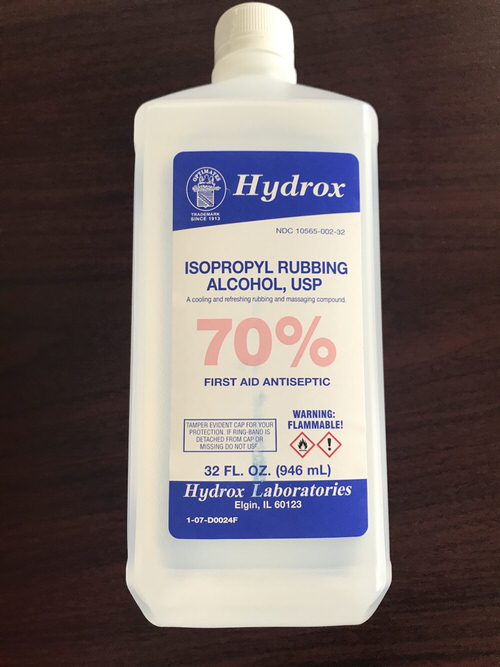 OPTIMATES
TRADEMARK
SINCE 1913
Hydrox
NDC 10565-002-32
ISOPROPYL RUBBING
ALCOHOL, USP
A cooling and refreshing rubbing and massaging compound.
70%
FIRST AID ANTISEPTIC
TAMPER EVIDENT CAP FOR YOUR
PROTECTION. IF RING-BAND IS
DETACHED FROM CAP OR
MISSING DO NOT USE
WARNING:
FLAMMABLE!
32 FL. OZ. (946 mL)
Hydrox Laboratories
Elgin, IL 60123
1-07-D0024F